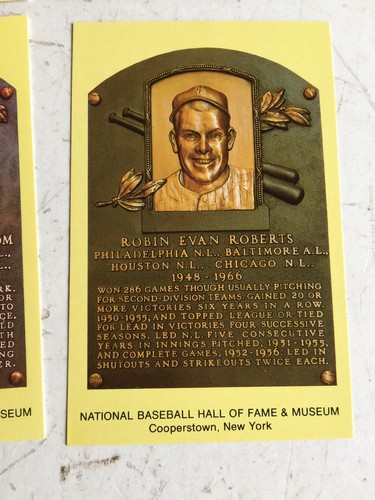 ROBIN EVAN ROBERTS
PHILADELPHIA N.L., BALTIMORE A.L.,
HOUSTON N.L., CHICAGO N.L..
1948-1966
WON 286 GAMES THOUGH USUALLY PITCHING
FOR SECOND-DIVISION TEAMS. GAINED 20 OR
MORE VICTORIES SIX YEARS IN A ROW,
1950-1955, AND TOPPED LEAGUE OR TIED
FOR LEAD IN VICTORIES FOUR SUCCESSIVE
SEASONS. LED N.L. FIVE CONSECUTIVE
YEARS IN INNINGS PITCHED, 1951-1955,
AND COMPLETE GAMES, 1952-1956. LED IN
SHUTOUTS AND STRIKEOUTS TWICE EACH.
NATIONAL BASEBALL HALL OF FAME & MUSEUM
Cooperstown, New York
SEUM